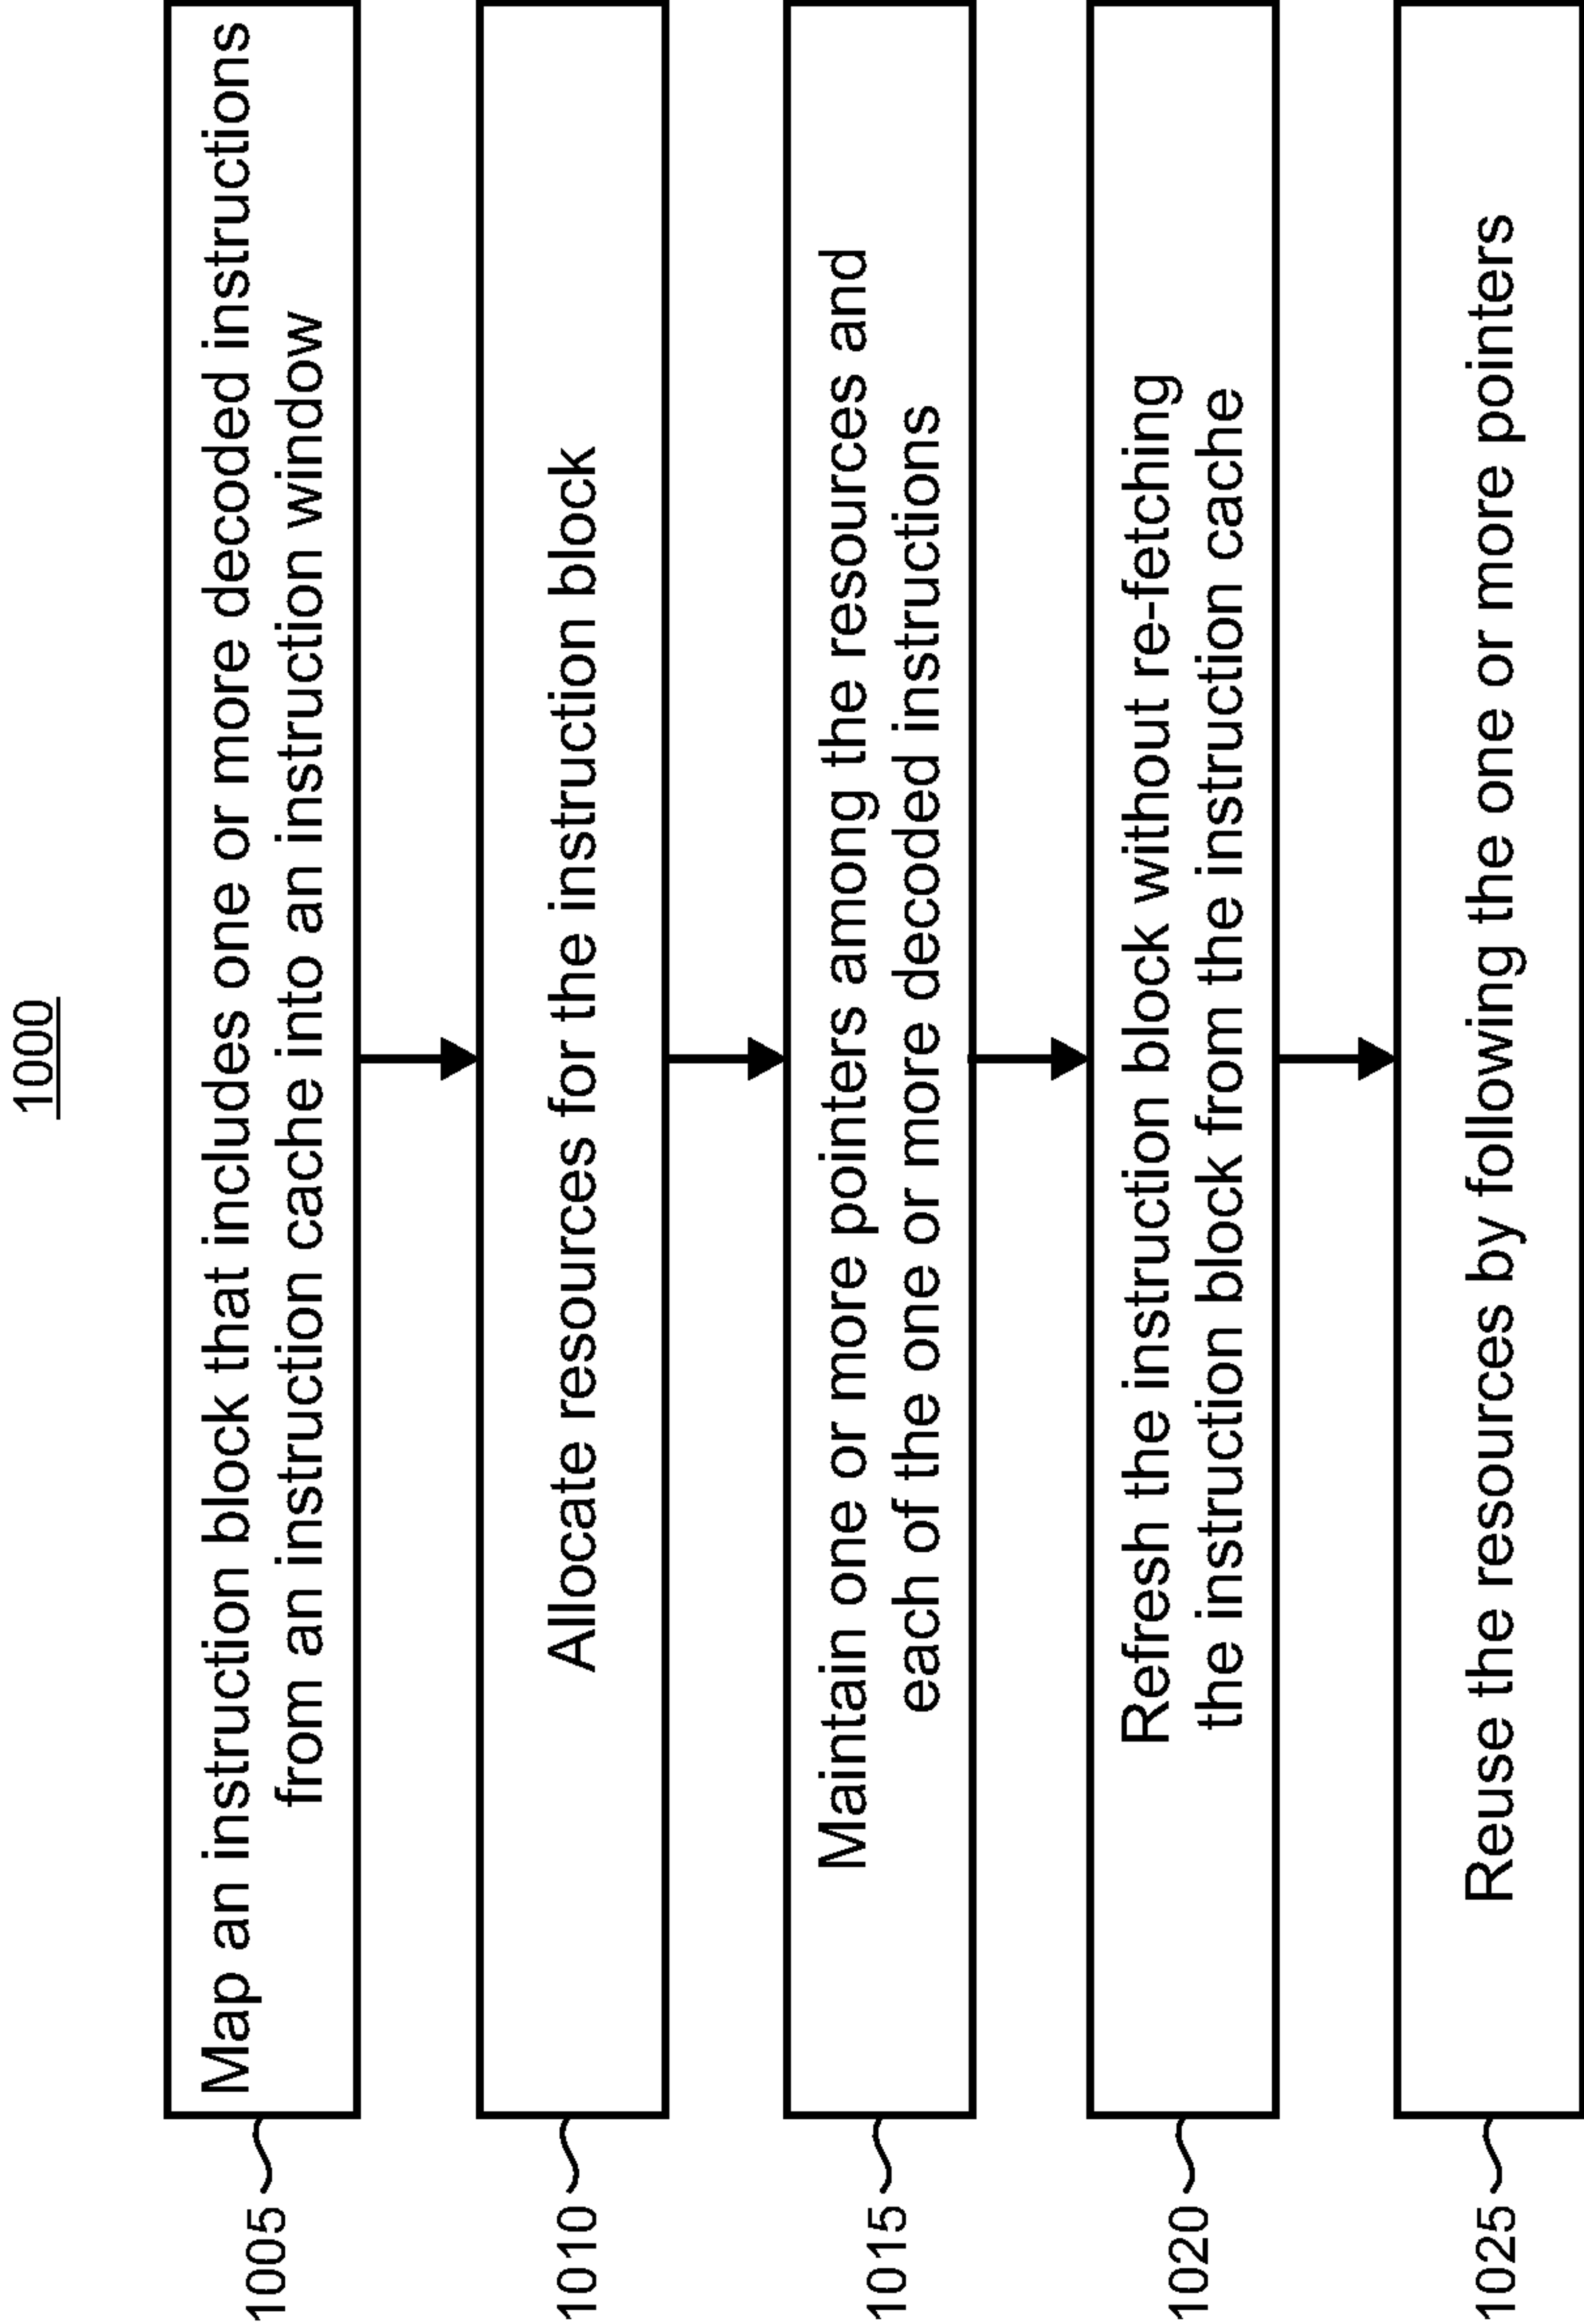 1000
1005
Map an instruction block that includes one or more decoded instructions
from an instruction cache into an instruction window
1010
Allocate resources for the instruction block
1015
Maintain one or more pointers among the resources and
each of the one or more decoded instructions
1020
Refresh the instruction block without re-fetching
the instruction block from the instruction cache
1025
Reuse the resources by following the one or more pointers